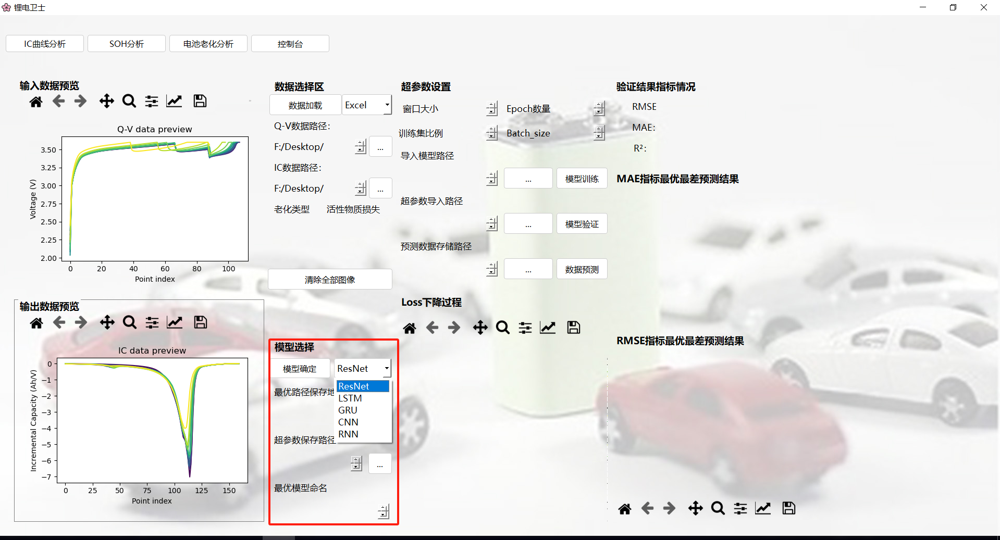 锂电卫士
IC曲线分析
SOH分析
电池老化分析
控制台
输入数据预览
Q-V data preview
Voltage (V)
3.50
3.25
3.00
2.75
2.50
2.25
2.00
0 20 40 60 80 100
Point index
输出数据预览
IC data preview
Incremental Capacity (Ah/V)
0
−1
−2
−3
−4
−5
−6
−7
0 25 50 75 100 125 150
Point index
数据选择区
数据加载
Excel
Q-V数据路径:
F:/Desktop/
...
IC数据路径:
F:/Desktop/
...
老化类型 活性物质损失
清除全部图像
模型选择
模型确定
ResNet
ResNet
LSTM
GRU
CNN
RNN
最优路径保存地
超参数保存路径
...
最优模型命名
超参数设置
窗口大小
Epoch数量
训练集比例
Batch_size
导入模型路径
...
模型训练
超参数导入路径
...
模型验证
预测数据存储路径
...
数据预测
Loss下降过程
验证结果指标情况
RMSE
MAE:
R²:
MAE指标最优最差预测结果
RMSE指标最优最差预测结果